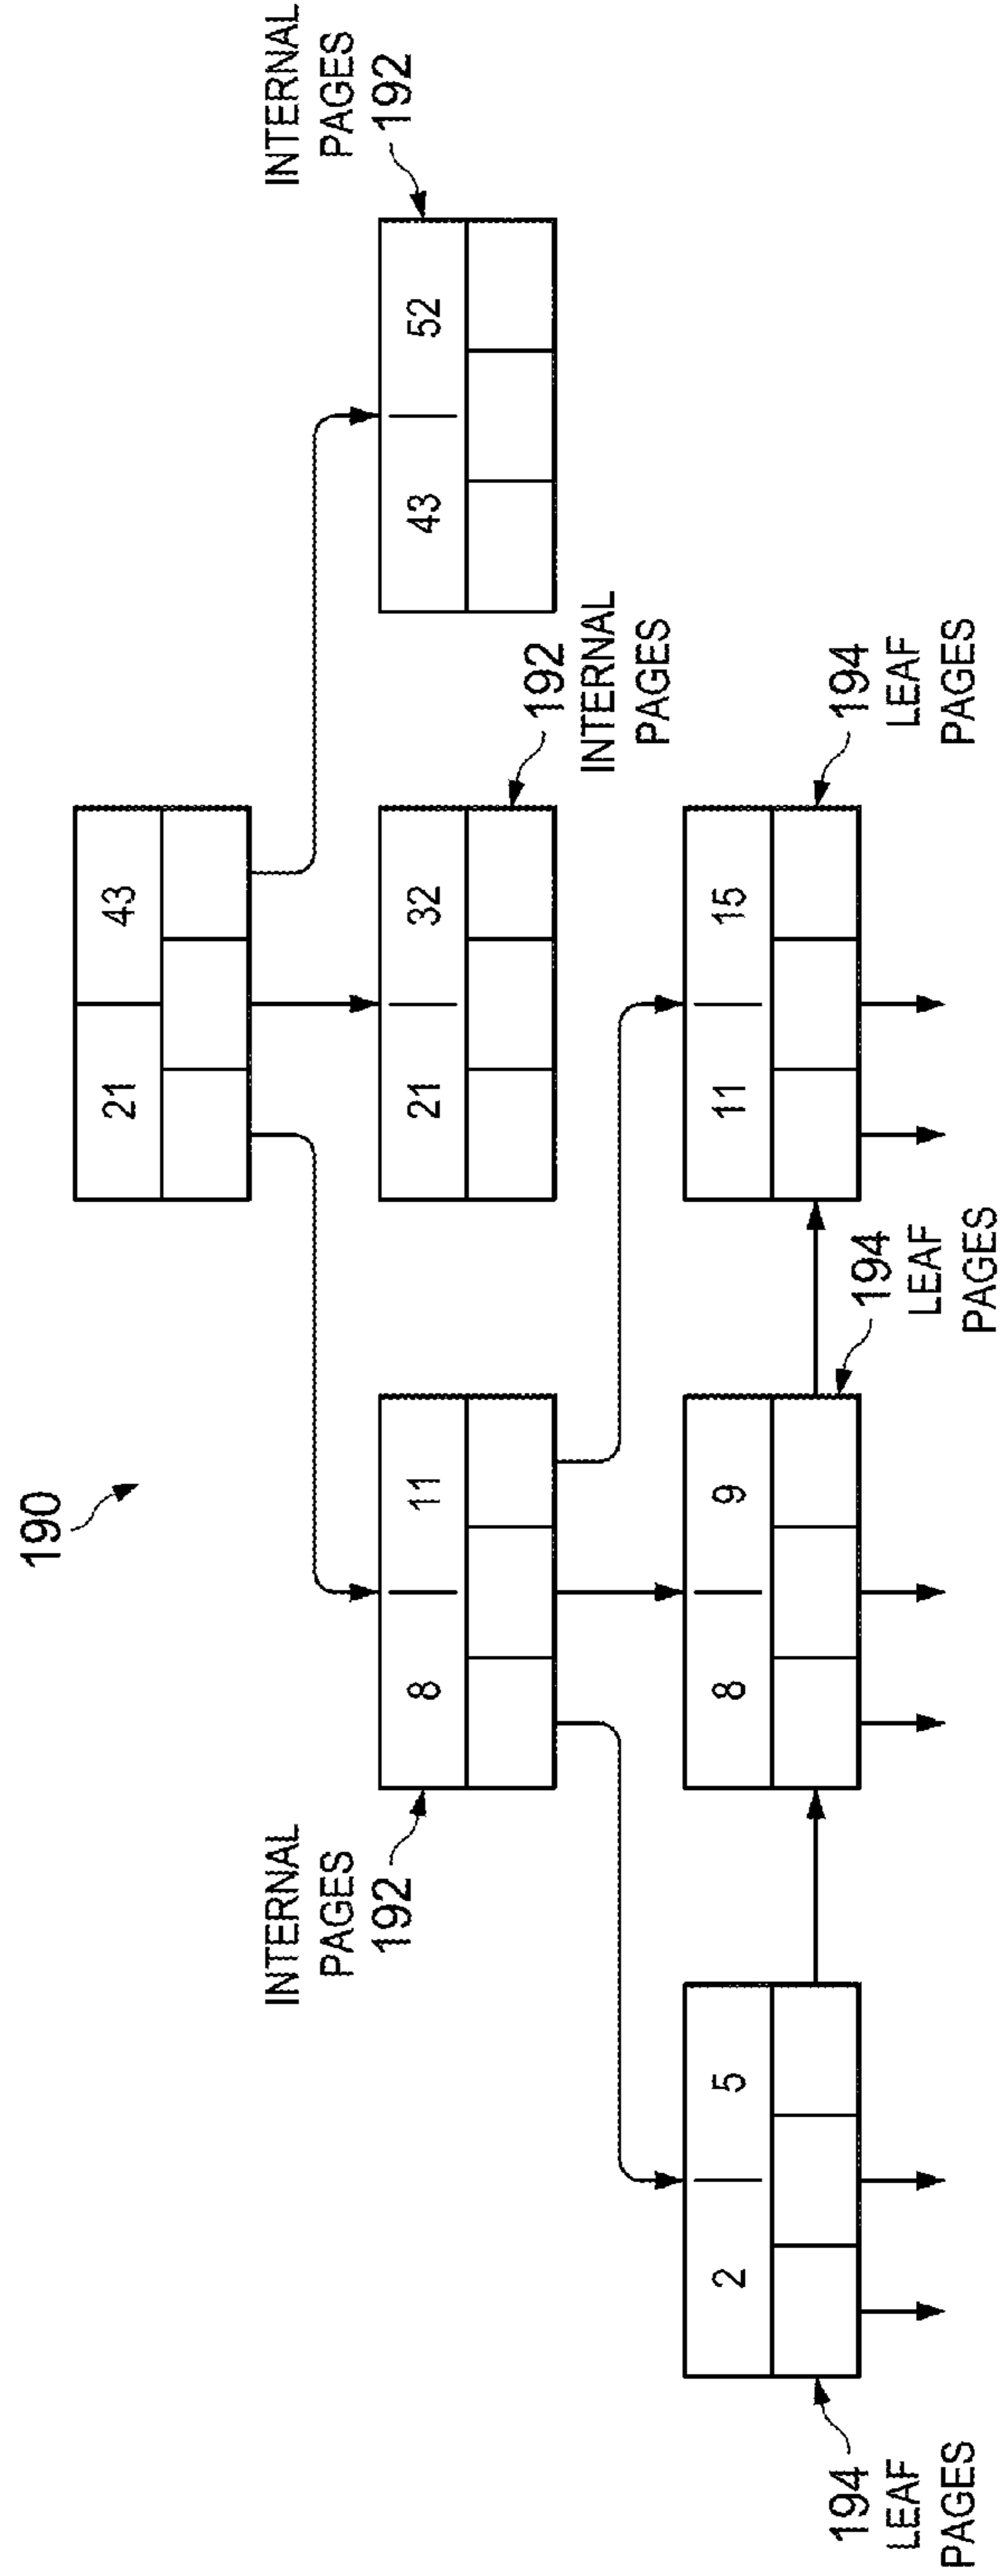 190
21 43
INTERNAL
PAGES
192
8 11
21 32
192
INTERNAL
PAGES
43 52
INTERNAL
PAGES
192
2 5
194
LEAF
PAGES
8 9
194
LEAF
PAGES
11 15
194
LEAF
PAGES